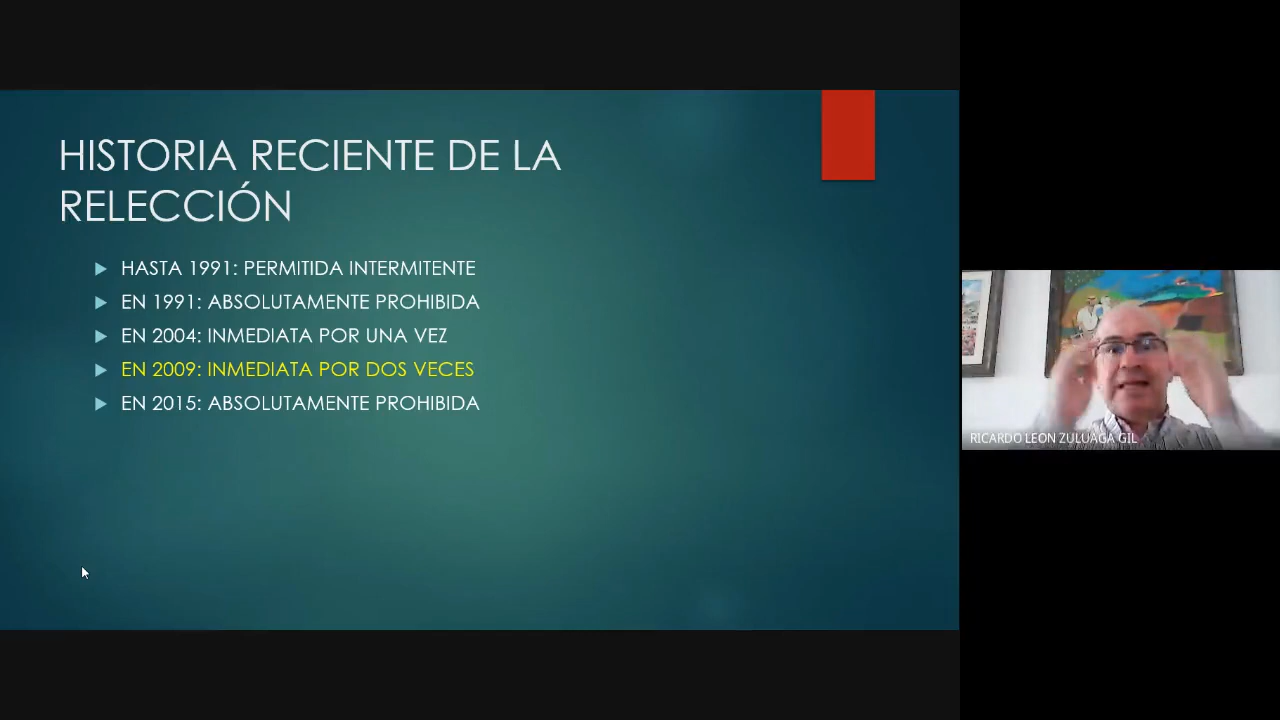 HISTORIA RECIENTE DE LA
RELECCIÓN
HASTA 1991: PERMITIDA INTERMITENTE
EN 1991: ABSOLUTAMENTE PROHIBIDA
EN 2004: INMEDIATA POR UNA VEZ
EN 2009: INMEDIATA POR DOS VECES
EN 2015: ABSOLUTAMENTE PROHIBIDA
RICARDO LEON ZULUAGA GIL